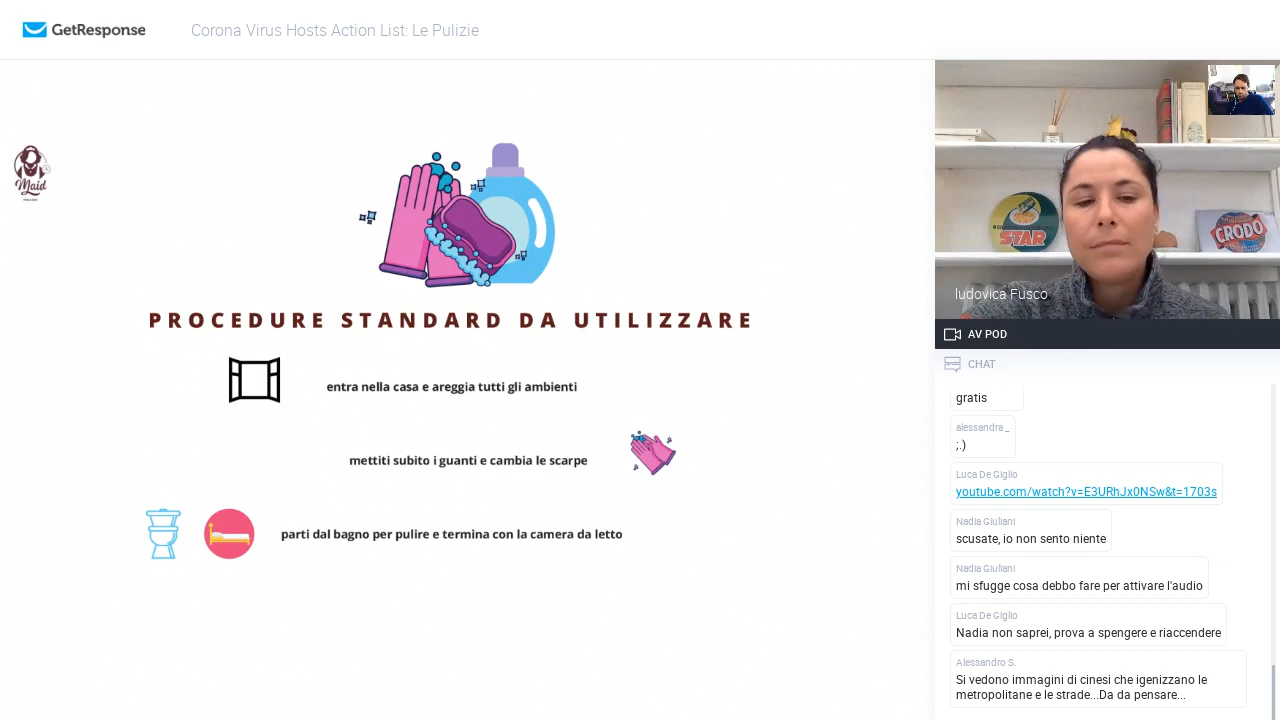 GetResponse
Corona Virus Hosts Action List: Le Pulizie
Maid
PROCEDURE STANDARD DA UTILIZZARE
entra nella casa e areggia tutti gli ambienti
mettiti subito i guanti e cambia le scarpe
parti dal bagno per pulire e termina con la camera da letto
STAR
CRODO
ludovica Fusco
AV POD
CHAT
gratis
alessandra _
;.)
Luca De Giglio
youtube.com/watch?v=E3URhJx0NSw&t=1703s
Nadia Giuliani
scusate, io non sento niente
Nadia Giuliani
mi sfugge cosa debbo fare per attivare l'audio
Luca De Giglio
Nadia non saprei, prova a spengere e riaccendere
Alessandro S.
Si vedono immagini di cinesi che igenizzano le
metropolitane e le strade...Da da pensare...